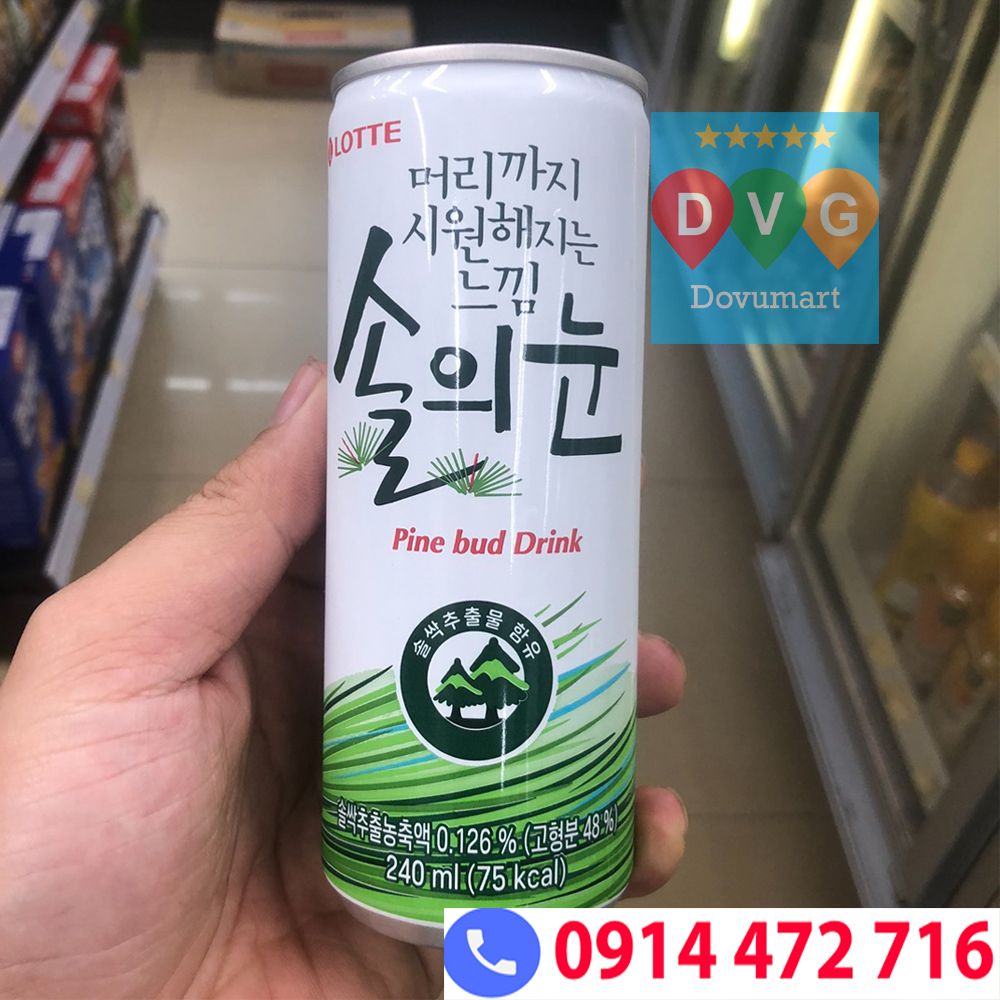 LOTTE
머리까지
시원해지는
느낌
솔의눈
Pine bud Drink
솔싹추출물 함유
솔싹추출농축액 0.126 % (고형분 48 %)
240 ml (75 kcal)
D V G
Dovumart
0914 472 716